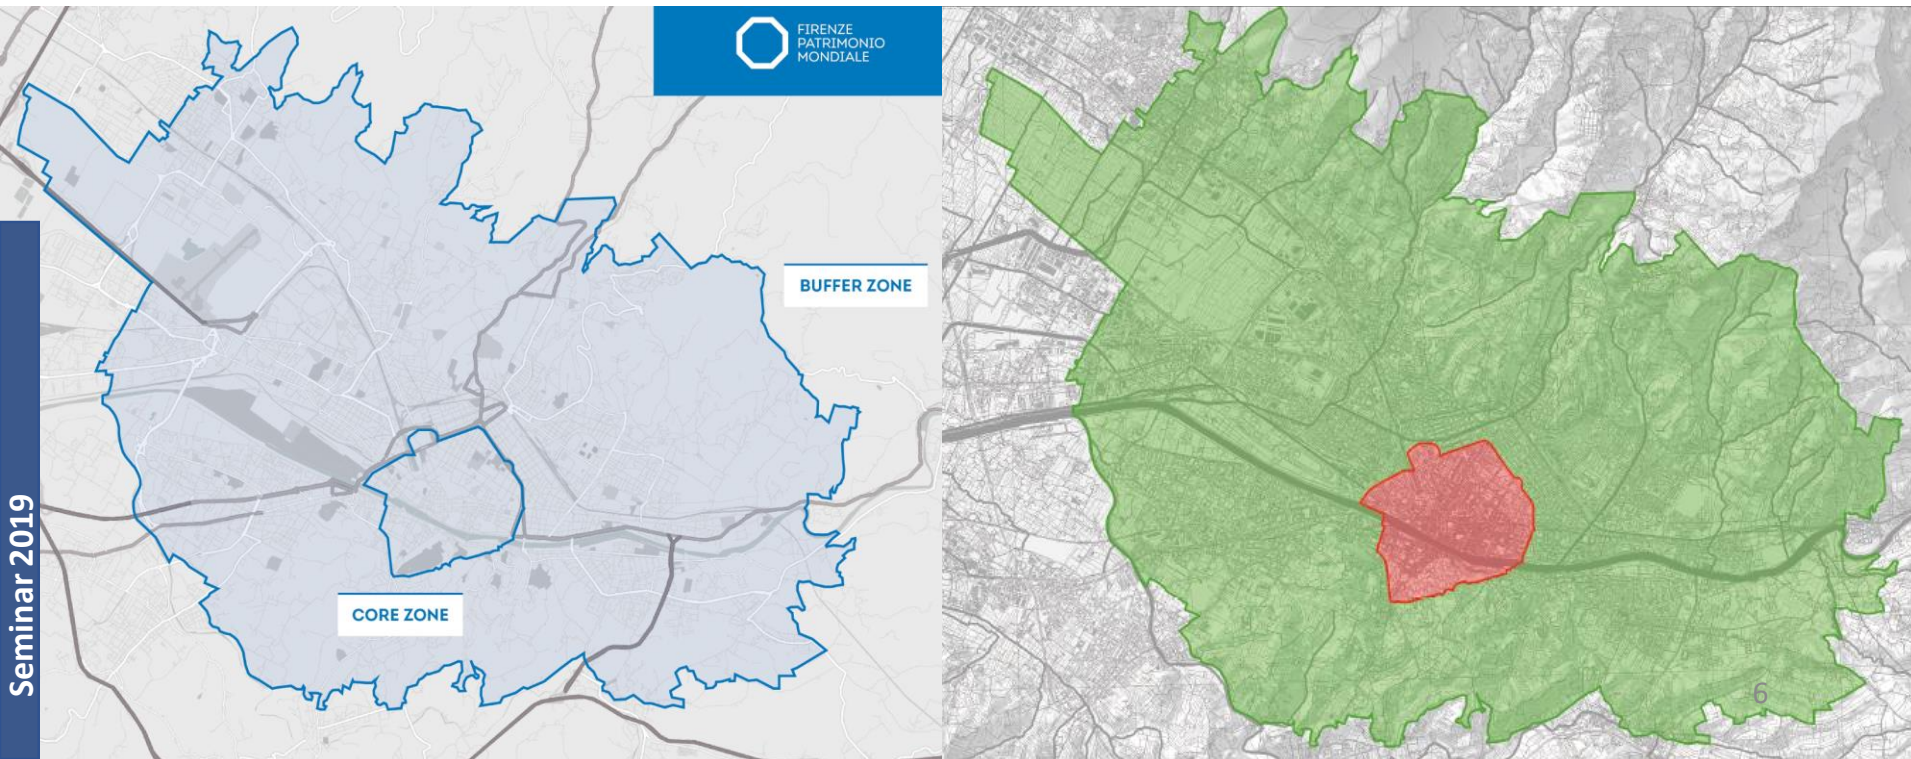 FIRENZE
PATRIMONIO
MONDIALE
BUFFER ZONE
CORE ZONE
Seminar 2019
6